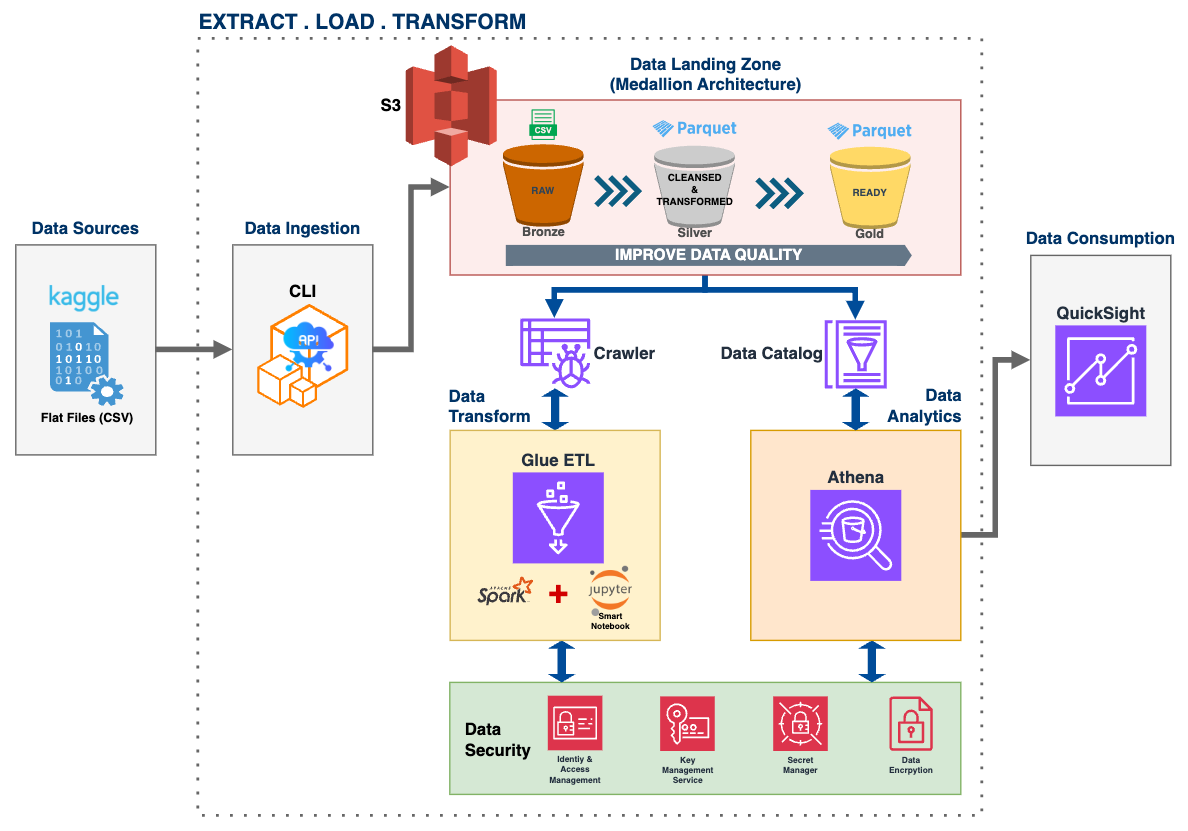 EXTRACT . LOAD . TRANSFORM
Data Landing Zone
(Medallion Architecture)
S3
CSV
Parquet
Parquet
RAW
CLEANSED
&
TRANSFORMED
READY
Bronze
Silver
Gold
IMPROVE DATA QUALITY
Data Sources
kaggle
101
01010
10110
10100
010
Flat Files (CSV)
Data Ingestion
CLI
API
Crawler
Data Catalog
Data
Transform
Data
Analytics
Glue ETL
APACHE
Spark
jupyter
Smart
Notebook
Athena
Data Consumption
QuickSight
Data
Security
Identiy &
Access
Management
Key
Management
Service
Secret
Manager
Data
Encrpytion